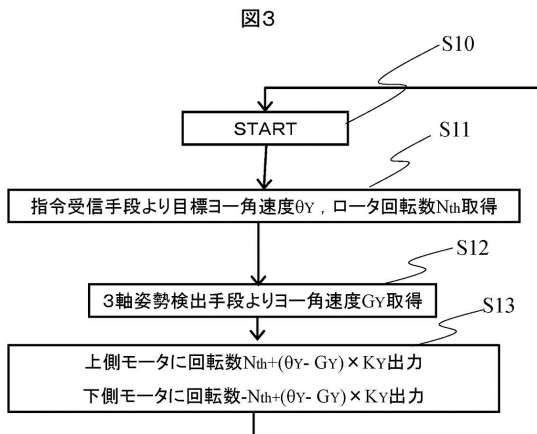 図3
S10
START
S11
指令受信手段より目標ヨー角速度θY , ロータ回転数Nth取得
S12
3軸姿勢検出手段よりヨー角速度GY取得
S13
上側モータに回転数Nth+(θY- GY)×KY出力
下側モータに回転数-Nth+(θY- GY)×KY出力